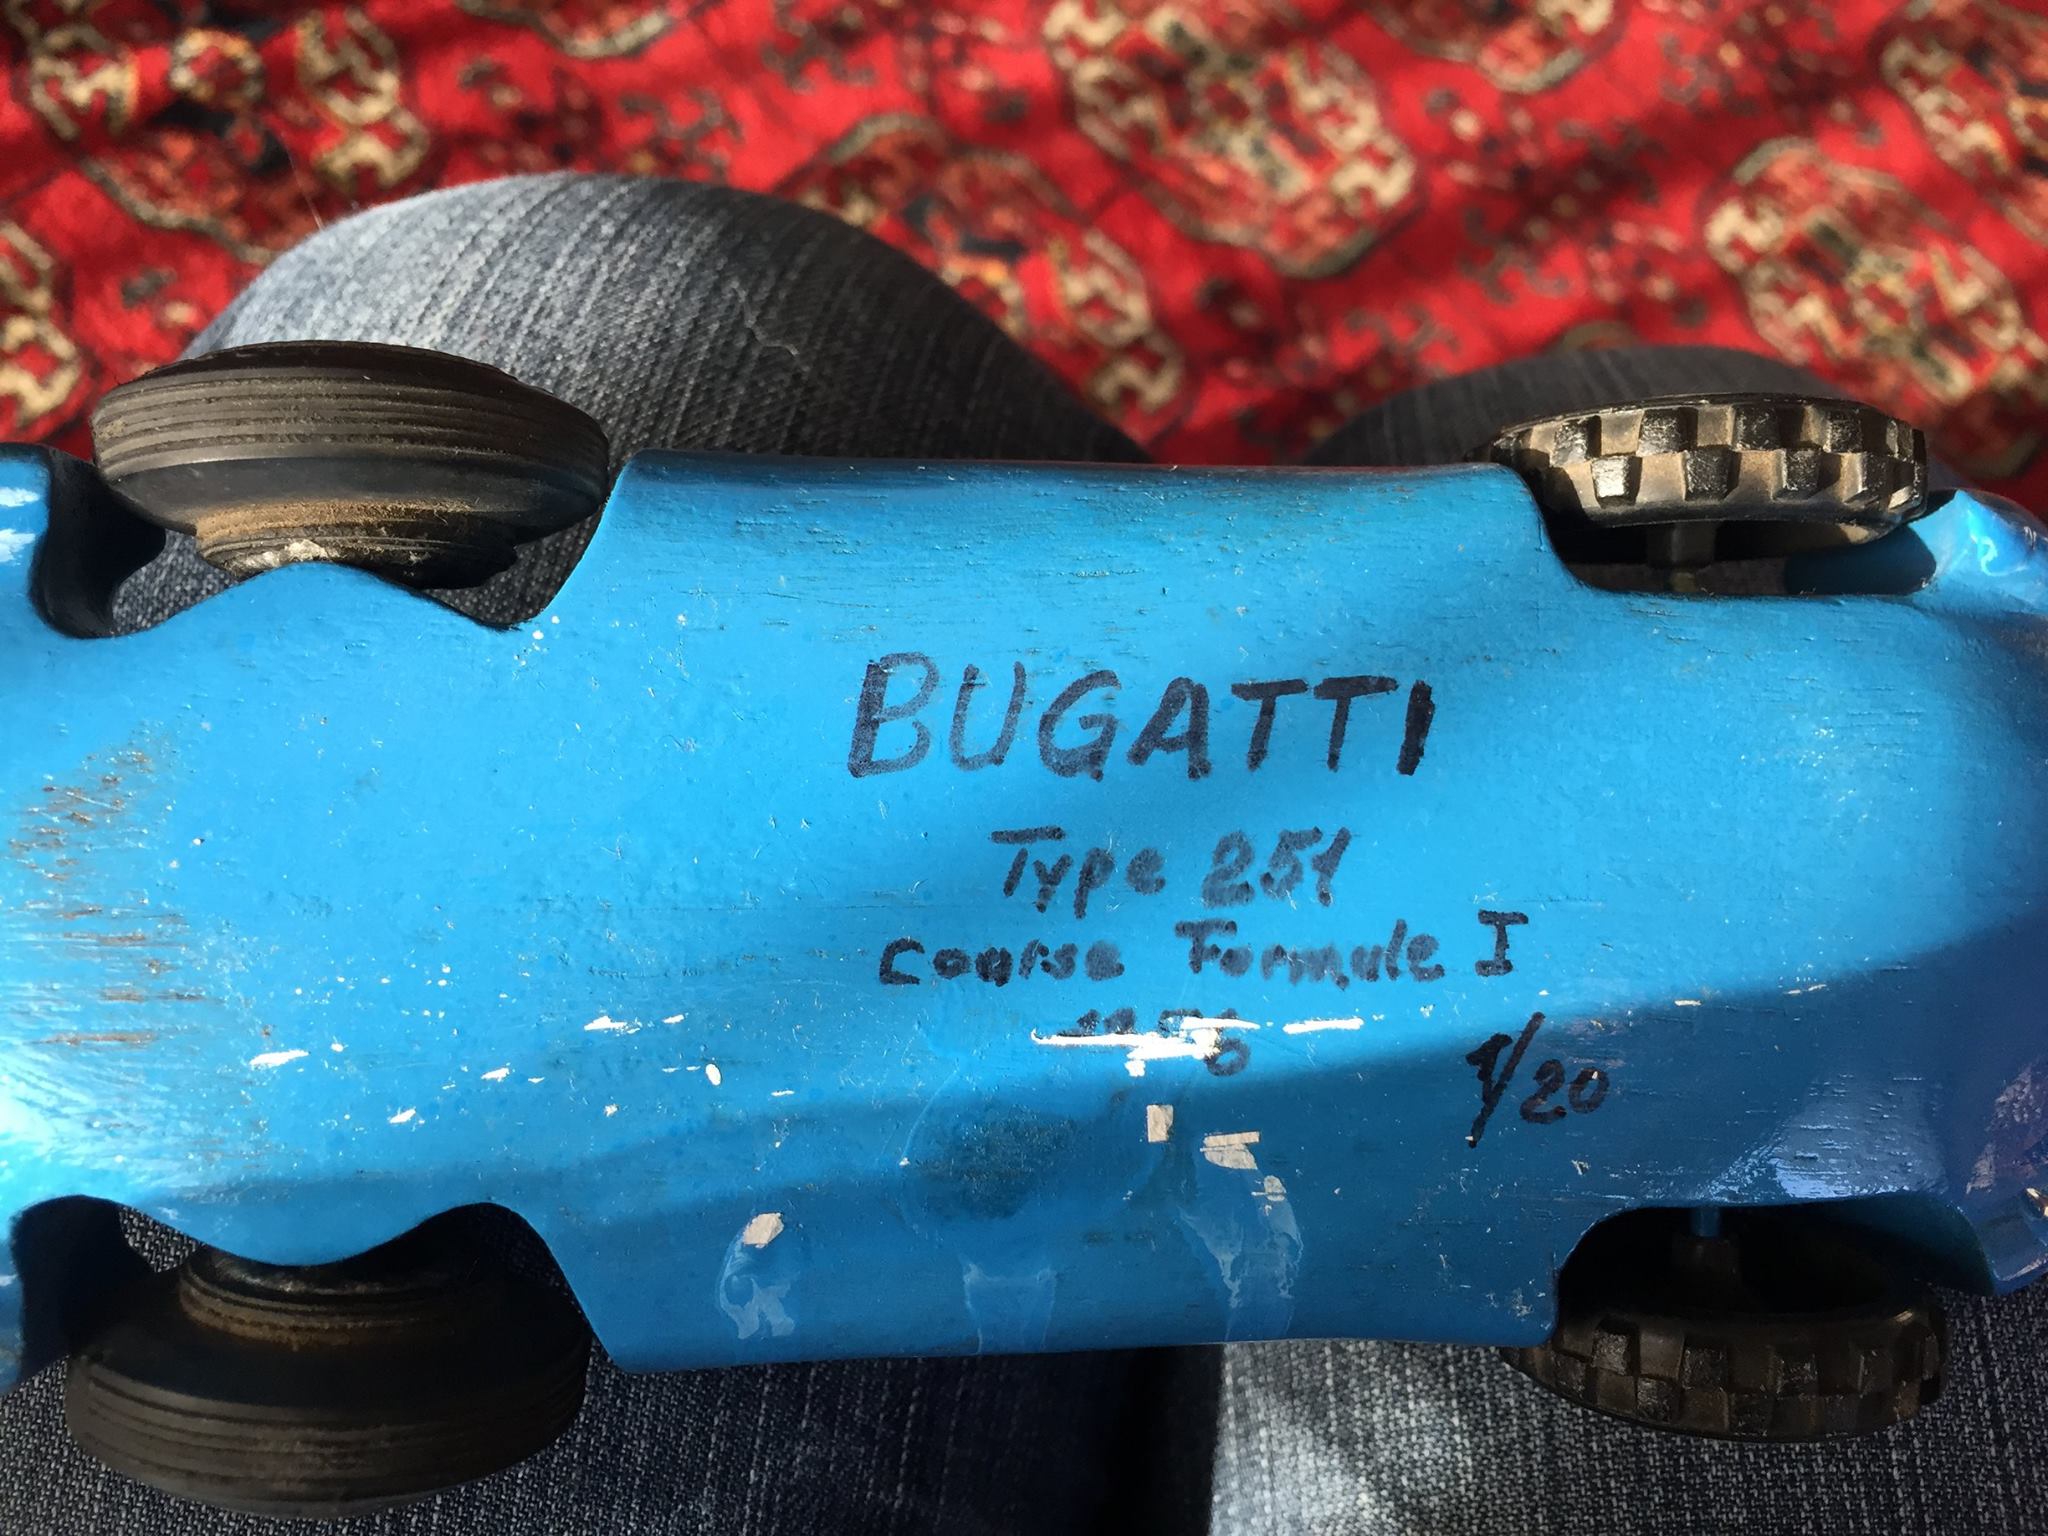 BUGATTI
Type 251
Course Formule I
1/20